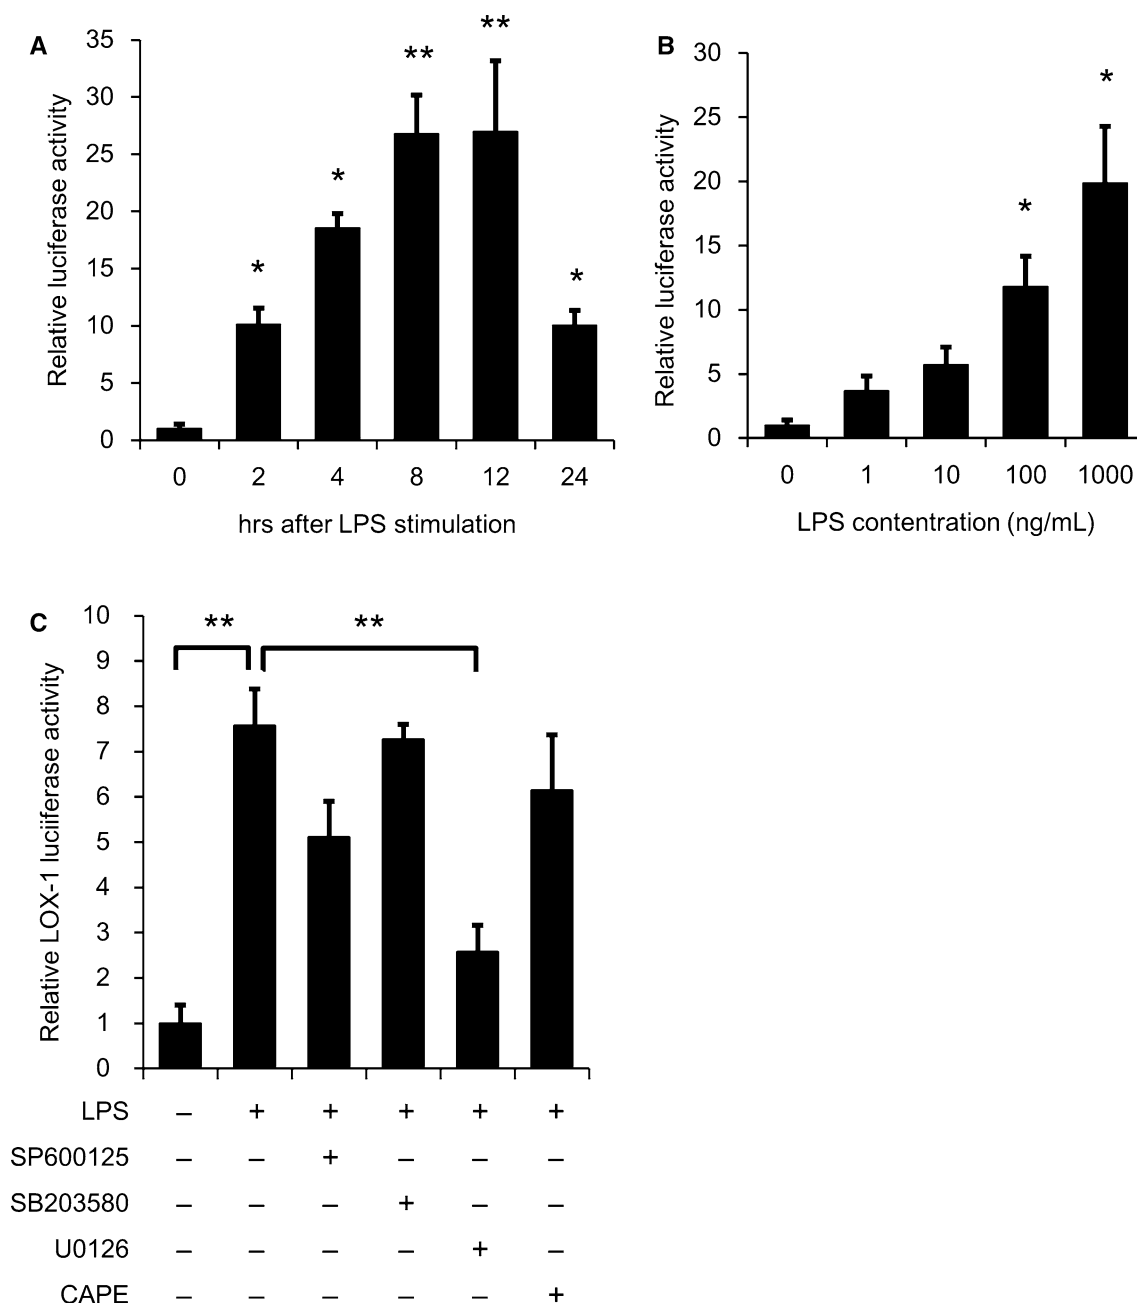 A
35
30
25
20
15
10
5
0
Relative luciferase activity
* * ** ** *
0 2 4 8 12 24
hrs after LPS stimulation
B
30
25
20
15
10
5
0
Relative luciferase activity
* *
0 1 10 100 1000
LPS contentration (ng/mL)
C
10
9
8
7
6
5
4
3
2
1
0
Relative LOX-1 luciiferase activity
** **
LPS – + + + + +
SP600125 – – + – – –
SB203580 – – – + – –
U0126 – – – – + –
CAPE – – – – – +